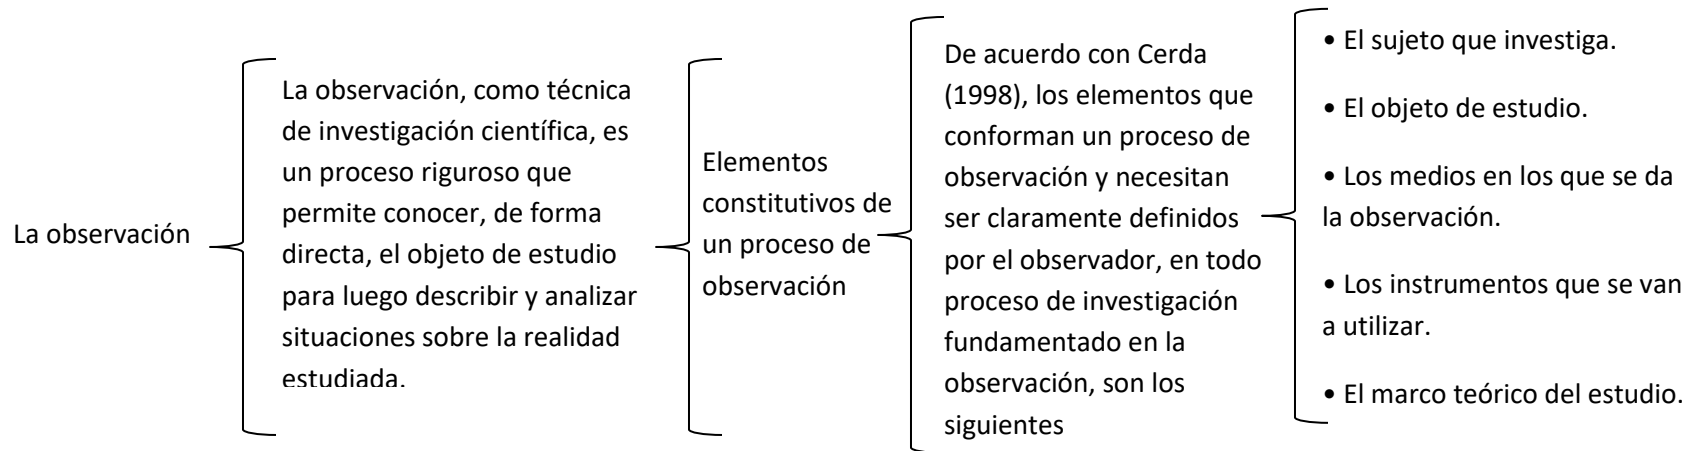 La observación
La observación, como técnica
de investigación científica, es
un proceso riguroso que
permite conocer, de forma
directa, el objeto de estudio
para luego describir y analizar
situaciones sobre la realidad
estudiada.
Elementos
constitutivos de
un proceso de
observación
De acuerdo con Cerda
(1998), los elementos que
conforman un proceso de
observación y necesitan
ser claramente definidos
por el observador, en todo
proceso de investigación
fundamentado en la
observación, son los
siguientes
• El sujeto que investiga.
• El objeto de estudio.
• Los medios en los que se da
la observación.
• Los instrumentos que se van
a utilizar.
• El marco teórico del estudio.